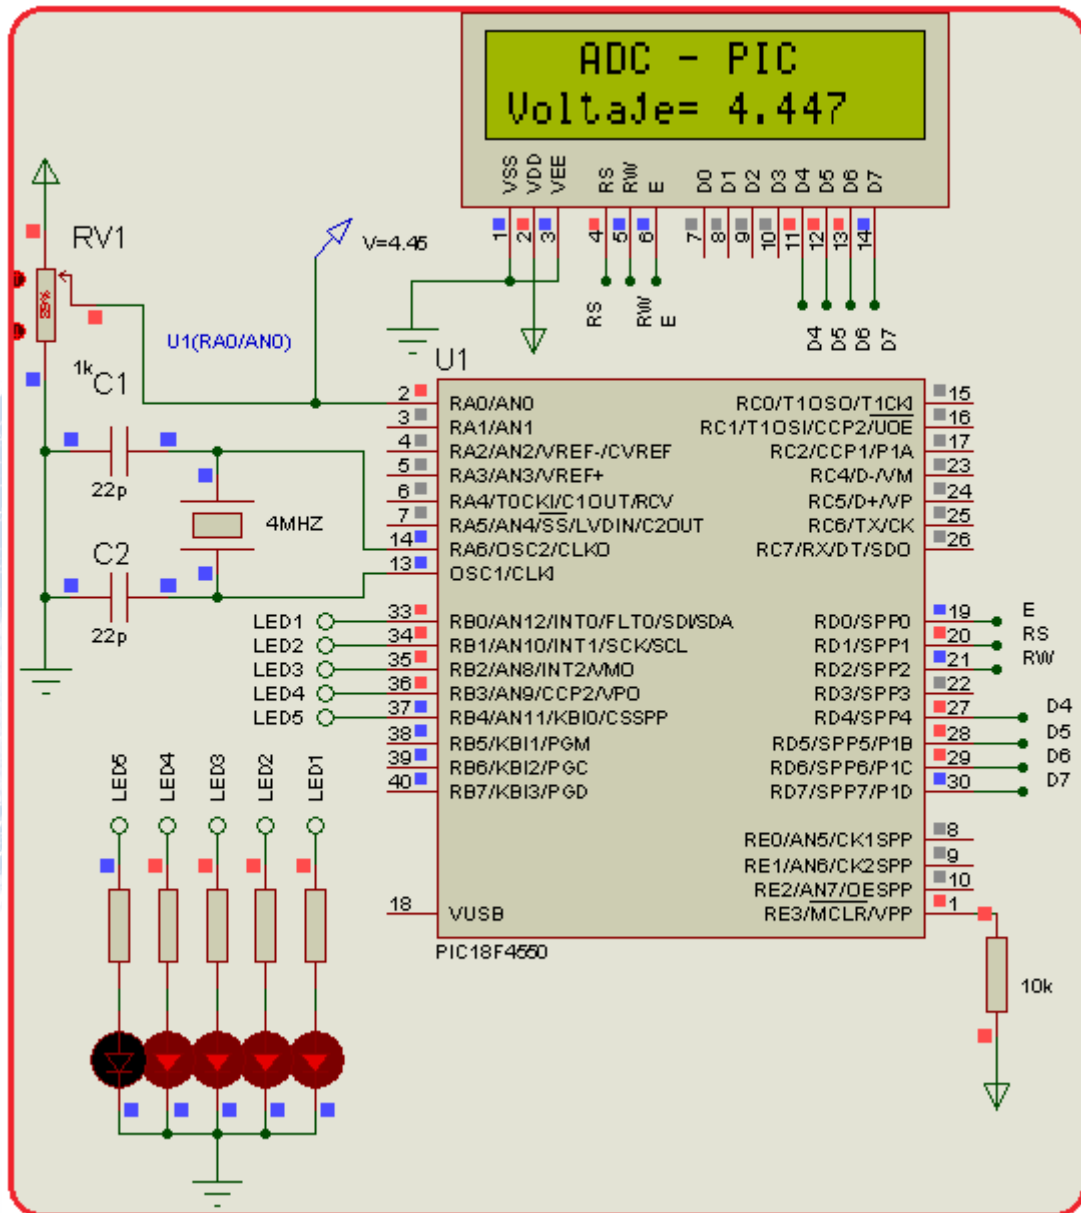 ADC - PIC
Voltaje= 4.447
VSS VDD VEE RS RW E D0 D1 D2 D3 D4 D5 D6 D7
1 2 3 4 5 6 7 8 9 10 11 12 13 14
RS RW E D4 D5 D6 D7
RV1
89%
1k
V=4.45
U1(RA0/AN0)
U1
C1
22p
4MHZ
C2
22p
2 RA0/AN0
3 RA1/AN1
4 RA2/AN2/VREF-/CVREF
5 RA3/AN3/VREF+
6 RA4/T0CKI/C1OUT/RCV
7 RA5/AN4/SS/LVDIN/C2OUT
14 RA6/OSC2/CLKO
13 OSC1/CLKI
LED1 33 RB0/AN12/INT0/FLT0/SDI/SDA
LED2 34 RB1/AN10/INT1/SCK/SCL
LED3 35 RB2/AN8/INT2/VMO
LED4 36 RB3/AN9/CCP2/VPO
LED5 37 RB4/AN11/KBI0/CSSPP
38 RB5/KBI1/PGM
39 RB6/KBI2/PGC
40 RB7/KBI3/PGD
18 VUSB
RC0/T1OSO/T1CKI 15
RC1/T1OSI/CCP2/UOE 16
RC2/CCP1/P1A 17
RC4/D-/VM 23
RC5/D+/VP 24
RC6/TX/CK 25
RC7/RX/DT/SDO 26
RD0/SPP0 19 E
RD1/SPP1 20 RS
RD2/SPP2 21 RW
RD3/SPP3 22
RD4/SPP4 27 D4
RD5/SPP5/P1B 28 D5
RD6/SPP6/P1C 29 D6
RD7/SPP7/P1D 30 D7
RE0/AN5/CK1SPP 8
RE1/AN6/CK2SPP 9
RE2/AN7/OESPP 10
RE3/MCLR/VPP 1
PIC18F4550
10k
LED5 LED4 LED3 LED2 LED1